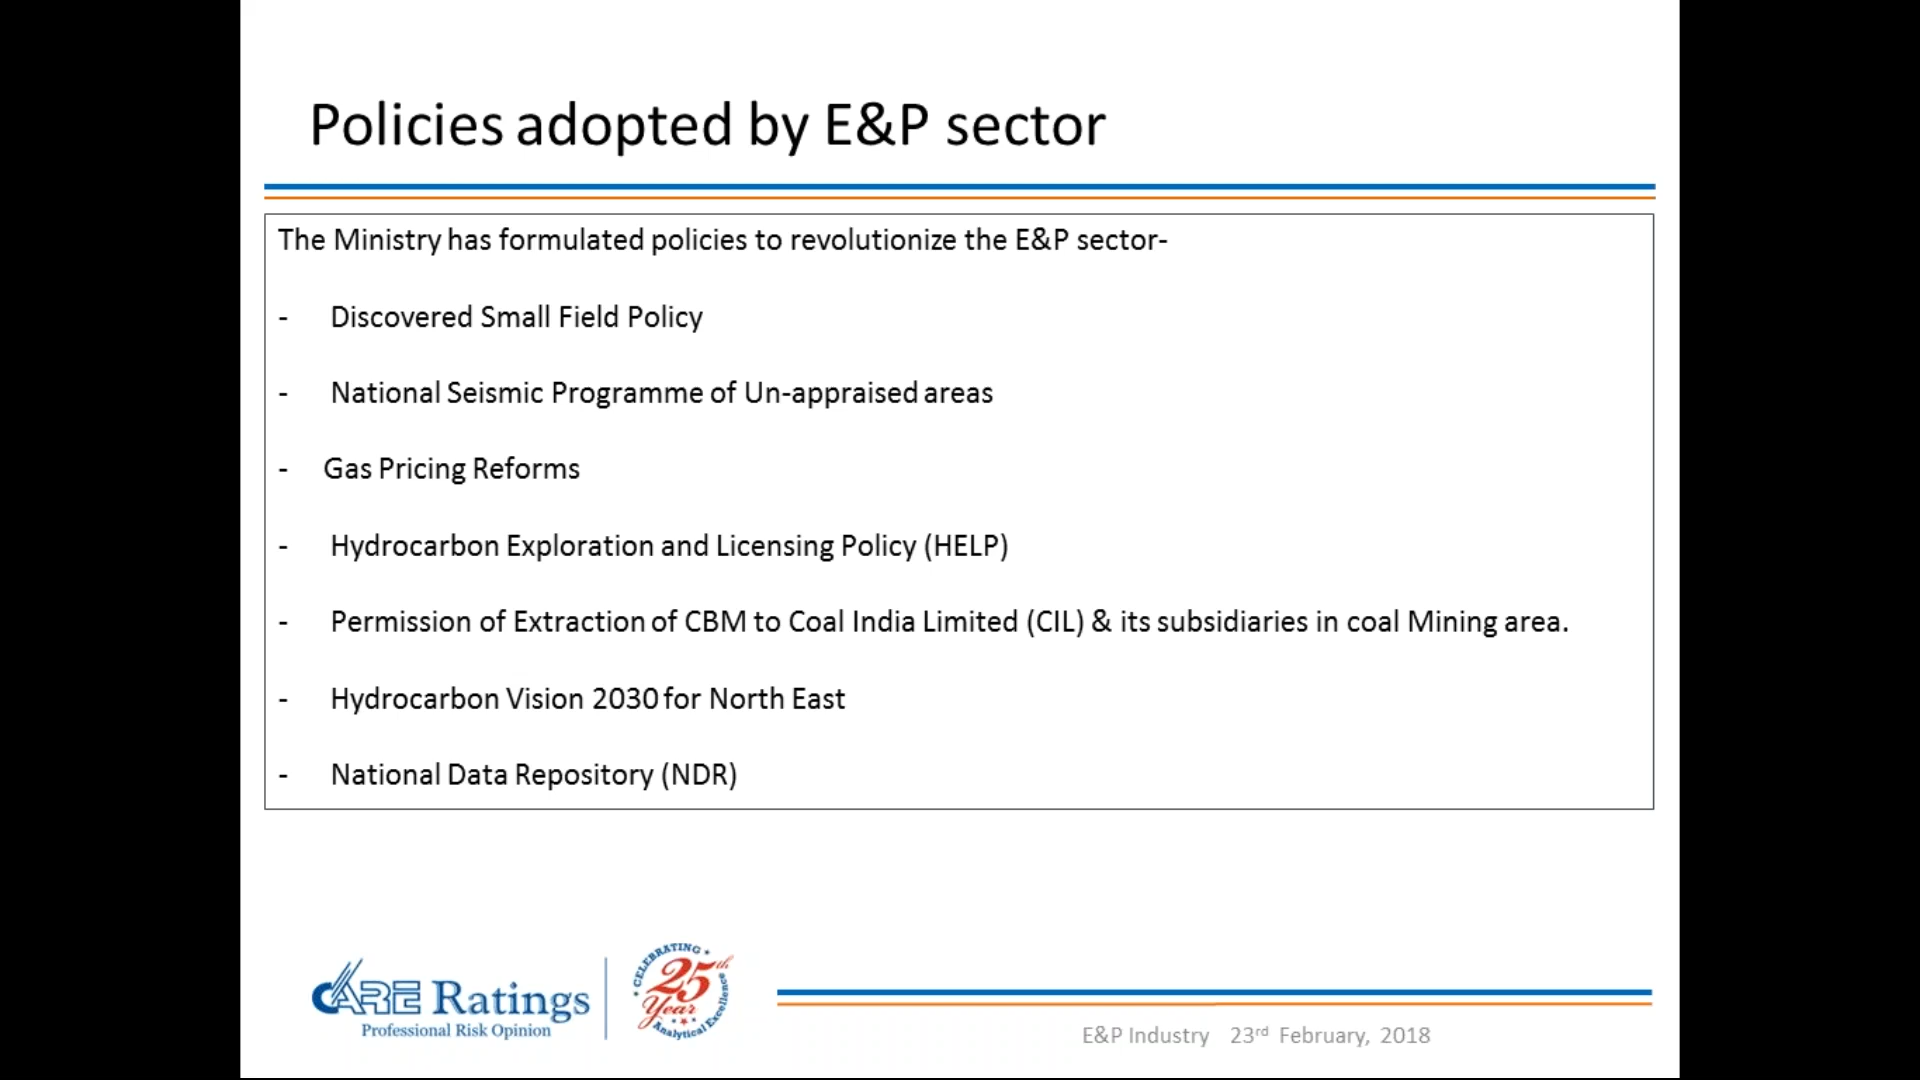 Policies adopted by E&P sector
The Ministry has formulated policies to revolutionize the E&P sector-
- Discovered Small Field Policy
- National Seismic Programme of Un-appraised areas
- Gas Pricing Reforms
- Hydrocarbon Exploration and Licensing Policy (HELP)
- Permission of Extraction of CBM to Coal India Limited (CIL) & its subsidiaries in coal Mining area.
- Hydrocarbon Vision 2030 for North East
- National Data Repository (NDR)
CARE Ratings
Professional Risk Opinion
CELEBRATING
25th
Year
Analytical Excellence
E&P Industry 23rd February, 2018